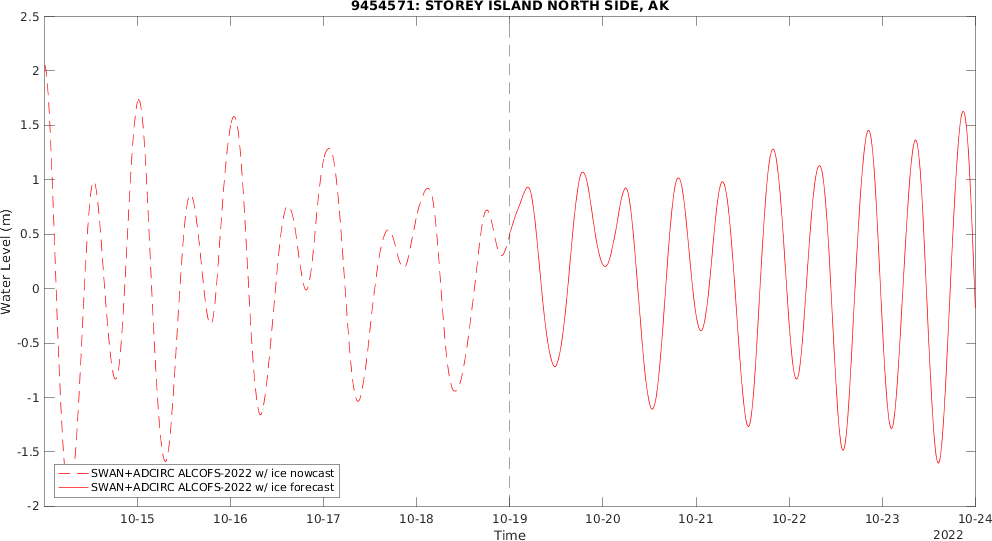 9454571: STOREY ISLAND NORTH SIDE, AK
Water Level (m)
2.5
2
1.5
1
0.5
0
-0.5
-1
-1.5
-2
SWAN+ADCIRC ALCOFS-2022 w/ ice nowcast
SWAN+ADCIRC ALCOFS-2022 w/ ice forecast
10-15 10-16 10-17 10-18 10-19 10-20 10-21 10-22 10-23 10-24
Time
2022